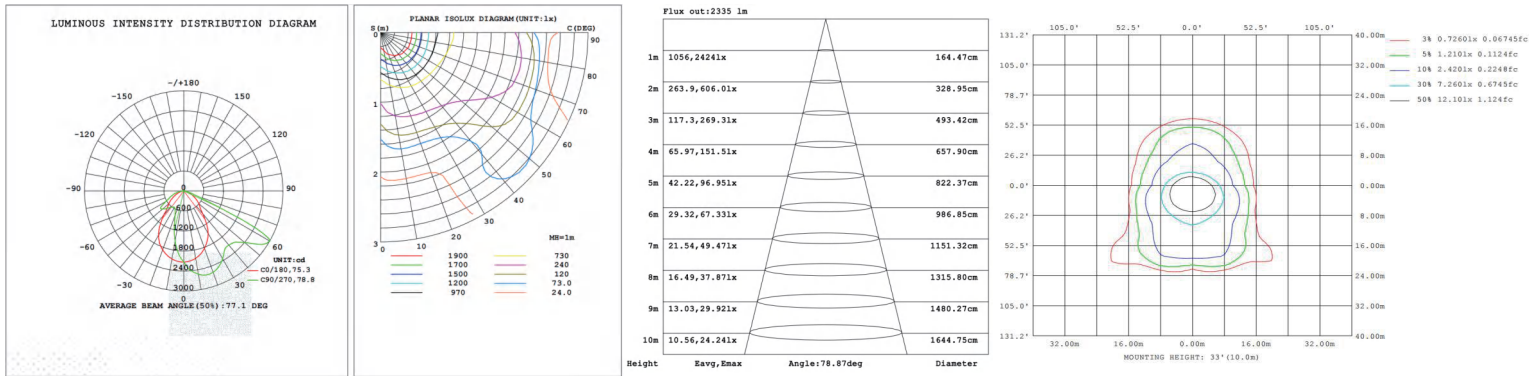 LUMINOUS INTENSITY DISTRIBUTION DIAGRAM
-/+180
-150 150
-120 120
-90 0 90
600
1200
-60 1800 60
2400
-30 3000 30
0
UNIT:cd
C0/180,75.3
C90/270,78.8
AVERAGE BEAM ANGLE(50%):77.1 DEG
PLANAR ISOLUX DIAGRAM(UNIT:lx)
S(m) C(DEG)
0 90
80
1 70
60
2 50
40
3 0 10 20 30
MH=1m
1900 730
1700 240
1500 120
1200 73.0
970 24.0
Flux out:2335 lm
1m 1056,2424lx 164.47cm
2m 263.9,606.0lx 328.95cm
3m 117.3,269.3lx 493.42cm
4m 65.97,151.5lx 657.90cm
5m 42.22,96.95lx 822.37cm
6m 29.32,67.33lx 986.85cm
7m 21.54,49.47lx 1151.32cm
8m 16.49,37.87lx 1315.80cm
9m 13.03,29.92lx 1480.27cm
10m 10.56,24.24lx 1644.75cm
Height Eavg,Emax Angle:78.87deg Diameter
105.0' 52.5' 0.0' 52.5' 105.0'
131.2' 40.00m
105.0' 40.00m
78.7' 24.00m
52.5' 16.00m
26.2' 8.00m
0.0' 0.00m
26.2' 4.00m
52.5' 16.00m
78.7' 24.00m
105.0' 32.00m
131.2' 40.00m
32.00m 16.00m 0.00m 16.00m 32.00m
MOUNTING HEIGHT: 33'(10.0m)
3% 0.7260lx 0.06745fc
5% 1.210lx 0.1124fc
10% 2.420lx 0.2248fc
30% 7.260lx 0.6745fc
50% 12.10lx 1.124fc